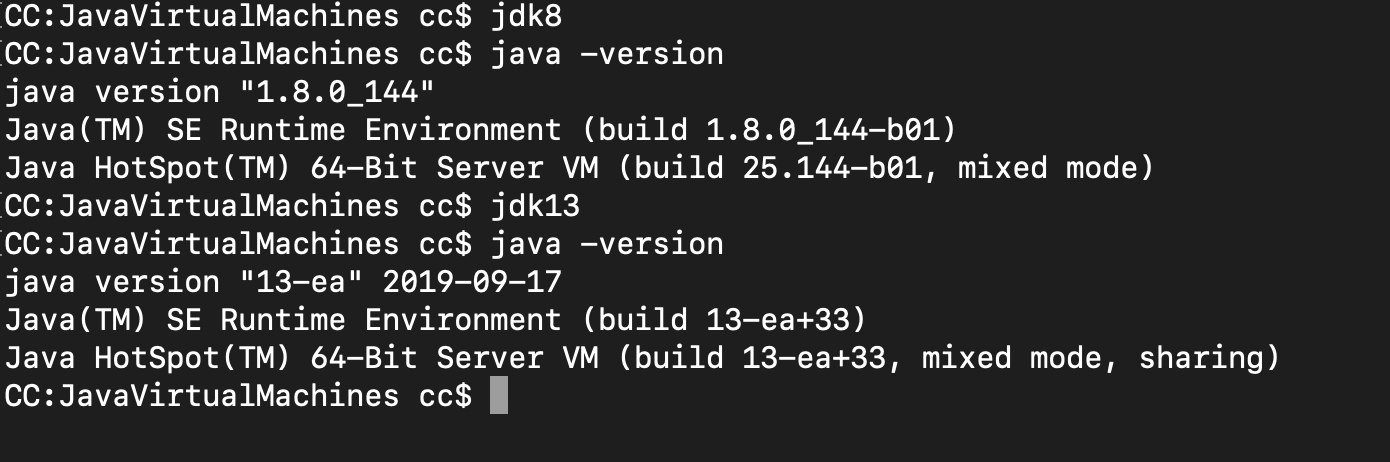 CC:JavaVirtualMachines cc$ jdk8
CC:JavaVirtualMachines cc$ java -version
java version "1.8.0_144"
Java(TM) SE Runtime Environment (build 1.8.0_144-b01)
Java HotSpot(TM) 64-Bit Server VM (build 25.144-b01, mixed mode)
CC:JavaVirtualMachines cc$ jdk13
CC:JavaVirtualMachines cc$ java -version
java version "13-ea" 2019-09-17
Java(TM) SE Runtime Environment (build 13-ea+33)
Java HotSpot(TM) 64-Bit Server VM (build 13-ea+33, mixed mode, sharing)
CC:JavaVirtualMachines cc$